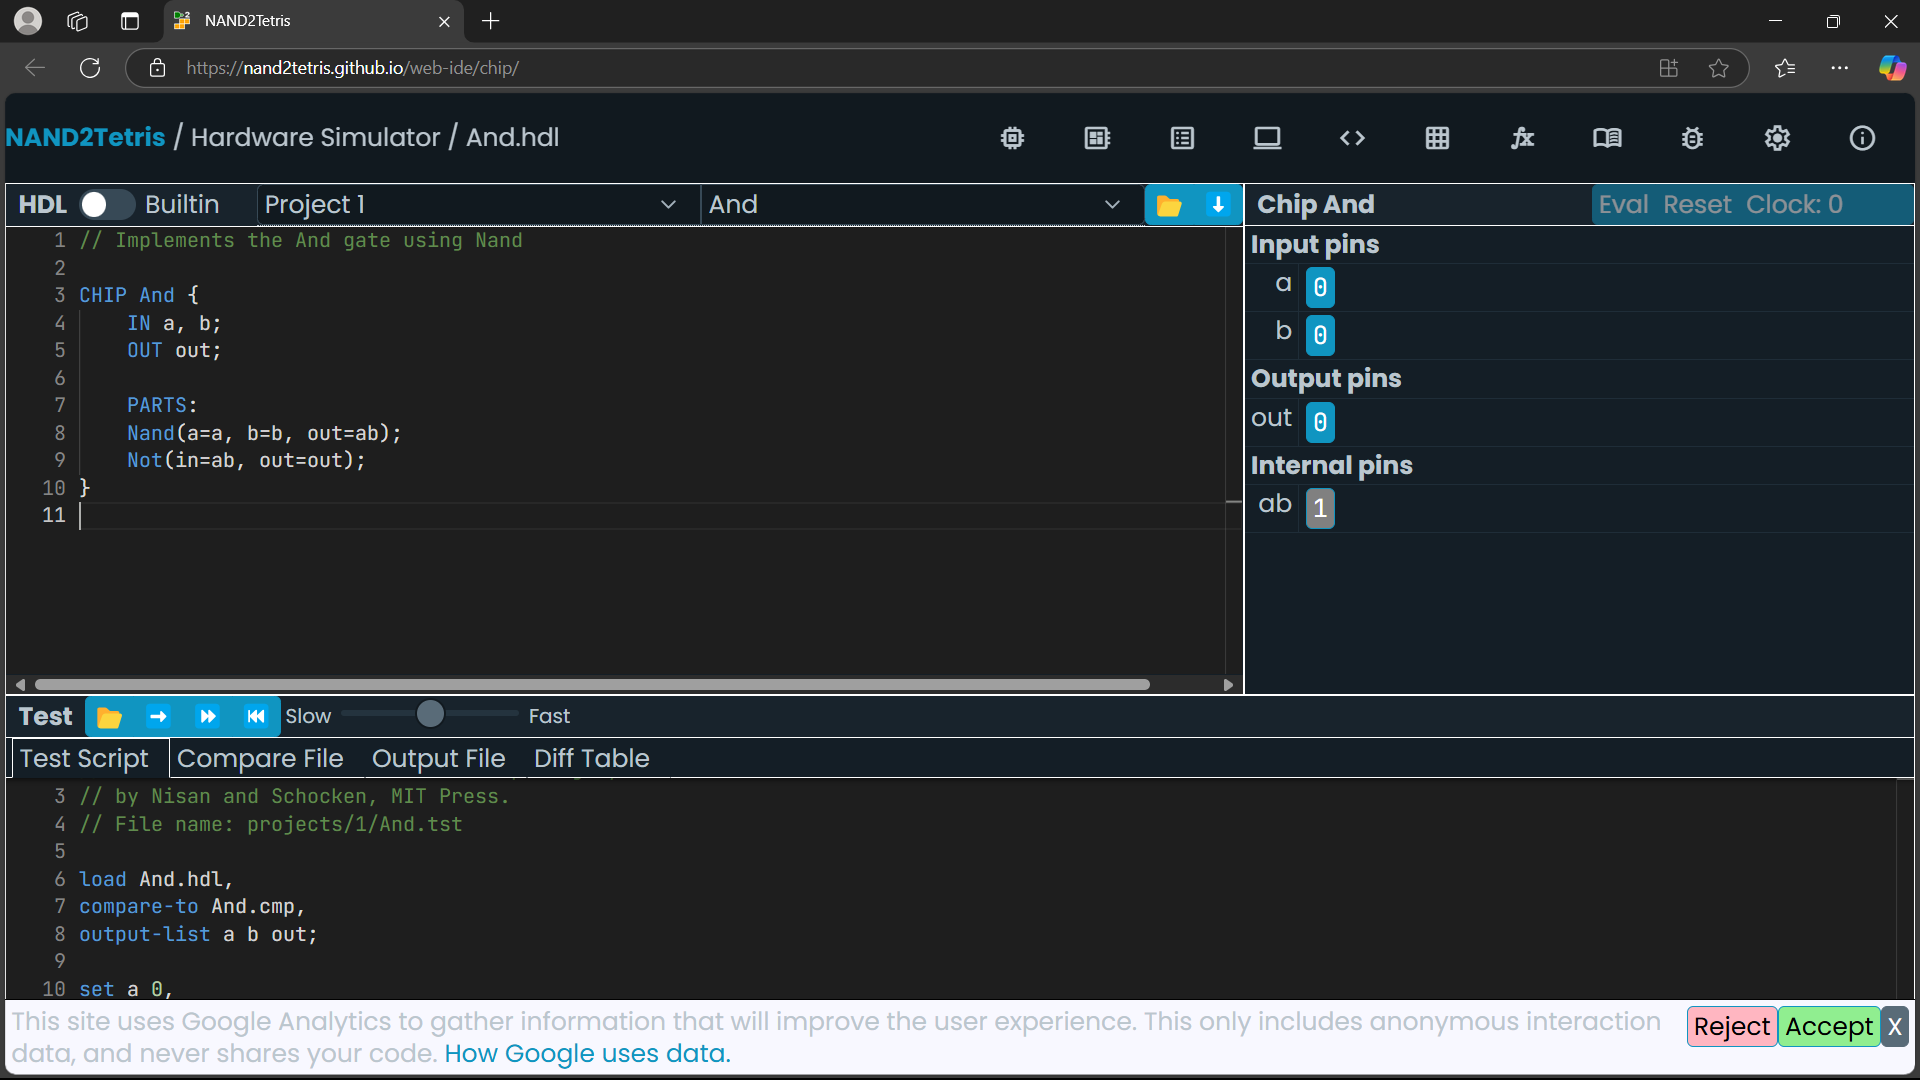 NAND2Tetris
https://nand2tetris.github.io/web-ide/chip/
NAND2Tetris / Hardware Simulator / And.hdl
HDL Builtin Project 1 And
1 // Implements the And gate using Nand
2
3 CHIP And {
4 IN a, b;
5 OUT out;
6
7 PARTS:
8 Nand(a=a, b=b, out=ab);
9 Not(in=ab, out=out);
10 }
11
Chip And Eval Reset Clock: 0
Input pins
a 0
b 0
Output pins
out 0
Internal pins
ab 1
Test Slow Fast
Test Script Compare File Output File Diff Table
3 // by Nisan and Schocken, MIT Press.
4 // File name: projects/1/And.tst
5
6 load And.hdl,
7 compare-to And.cmp,
8 output-list a b out;
9
10 set a 0,
This site uses Google Analytics to gather information that will improve the user experience. This only includes anonymous interaction
data, and never shares your code. How Google uses data.
Reject Accept X